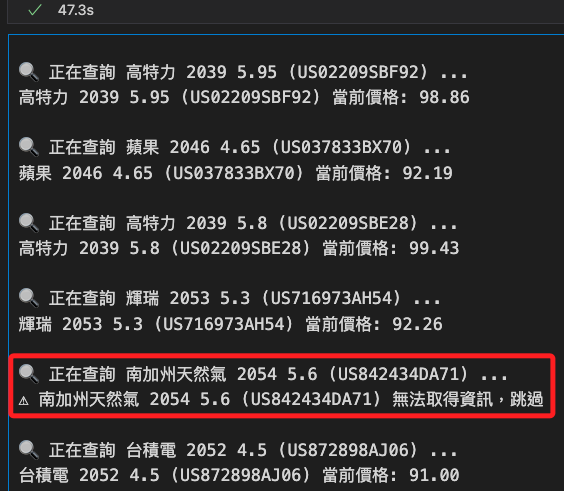 47.3s
正在查詢 高特力 2039 5.95 (US02209SBF92) ...
高特力 2039 5.95 (US02209SBF92) 當前價格: 98.86
正在查詢 蘋果 2046 4.65 (US037833BX70) ...
蘋果 2046 4.65 (US037833BX70) 當前價格: 92.19
正在查詢 高特力 2039 5.8 (US02209SBE28) ...
高特力 2039 5.8 (US02209SBE28) 當前價格: 99.43
正在查詢 輝瑞 2053 5.3 (US716973AH54) ...
輝瑞 2053 5.3 (US716973AH54) 當前價格: 92.26
正在查詢 南加州天然氣 2054 5.6 (US842434DA71) ...
⚠ 南加州天然氣 2054 5.6 (US842434DA71) 無法取得資訊，跳過
正在查詢 台積電 2052 4.5 (US872898AJ06) ...
台積電 2052 4.5 (US872898AJ06) 當前價格: 91.00